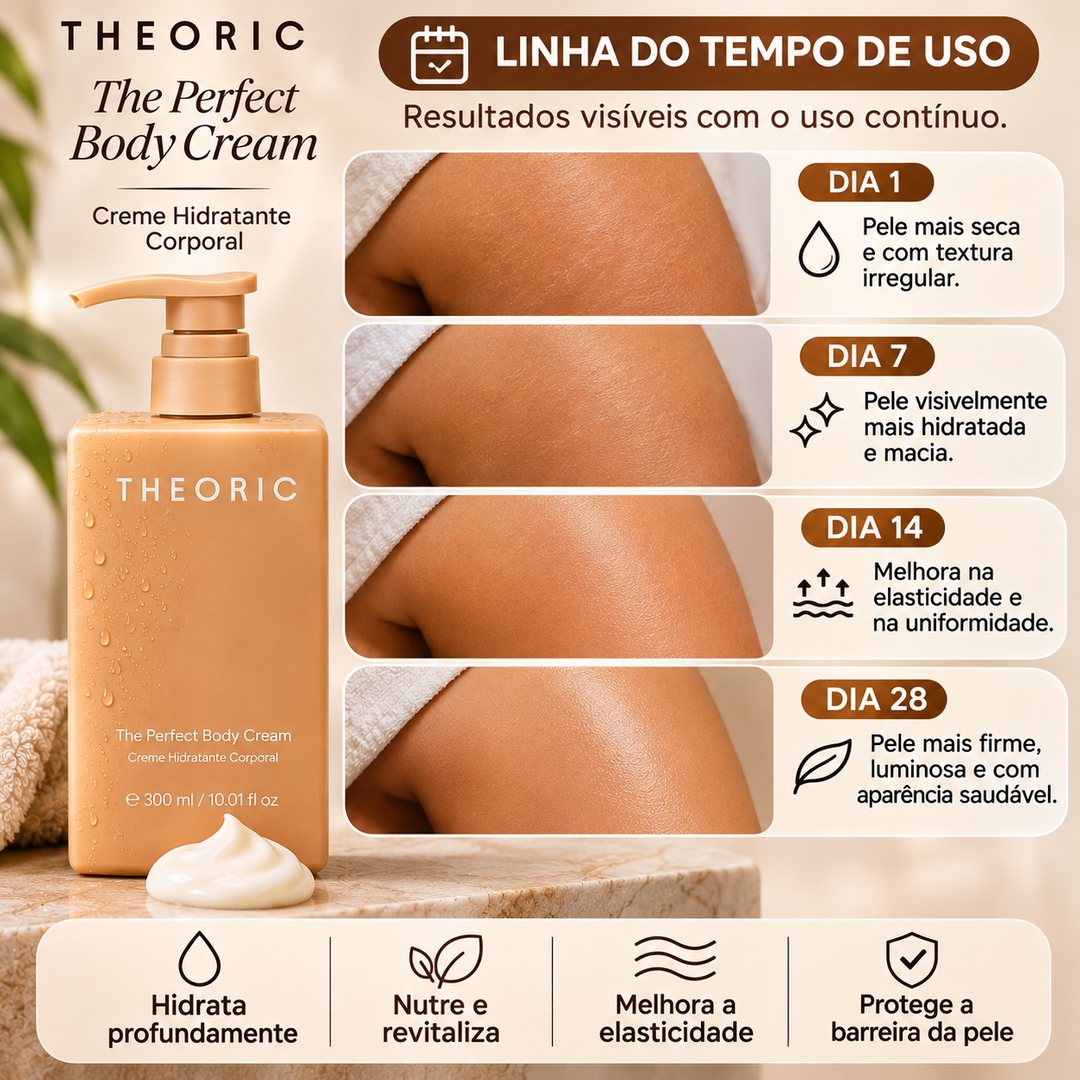 THEORIC
The Perfect
Body Cream
Creme Hidratante
Corporal
THEORIC
The Perfect Body Cream
Creme Hidratante Corporal
℮ 300 ml / 10.01 fl oz
LINHA DO TEMPO DE USO
Resultados visíveis com o uso contínuo.
DIA 1
Pele mais seca
e com textura
irregular.
DIA 7
Pele visivelmente
mais hidratada
e macia.
DIA 14
Melhora na
elasticidade e
na uniformidade.
DIA 28
Pele mais firme,
luminosa e com
aparência saudável.
Hidrata
profundamente
Nutre e
revitaliza
Melhora a
elasticidade
Protege a
barreira da pele